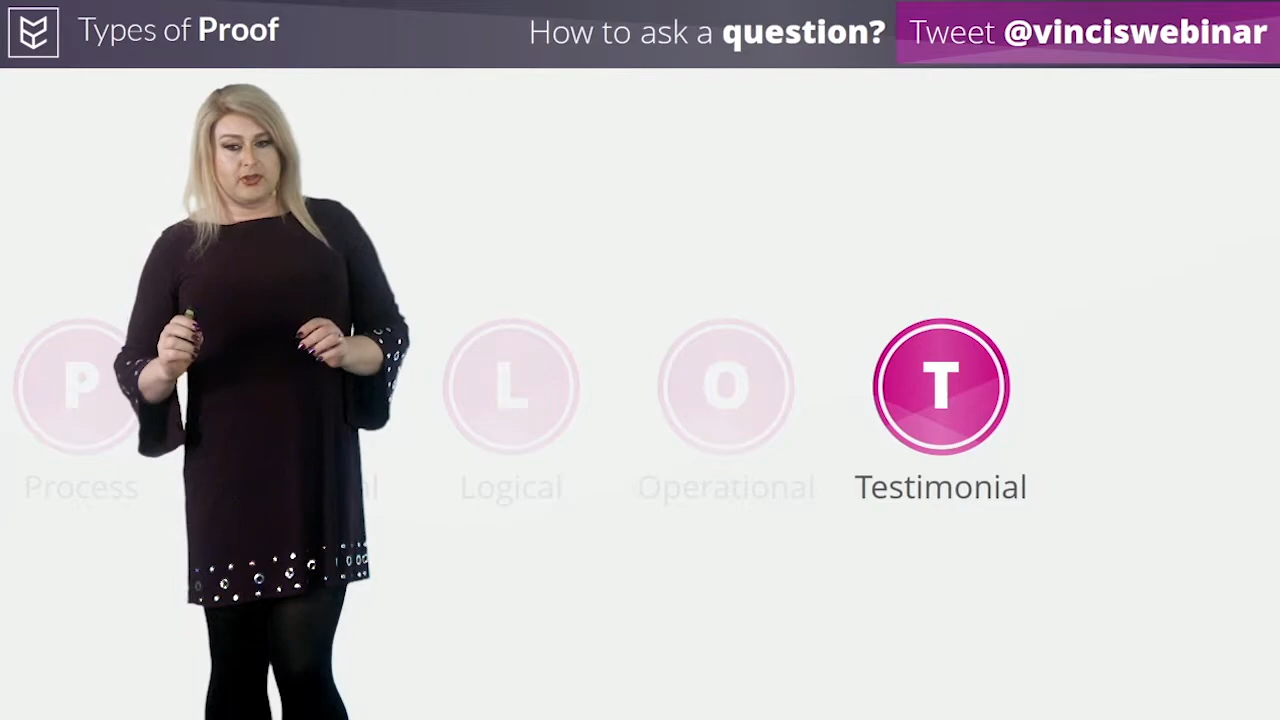 Types of Proof
How to ask a question?
Tweet @vinciswebinar
P
L
O
T
Process
Logical
Operational
Testimonial